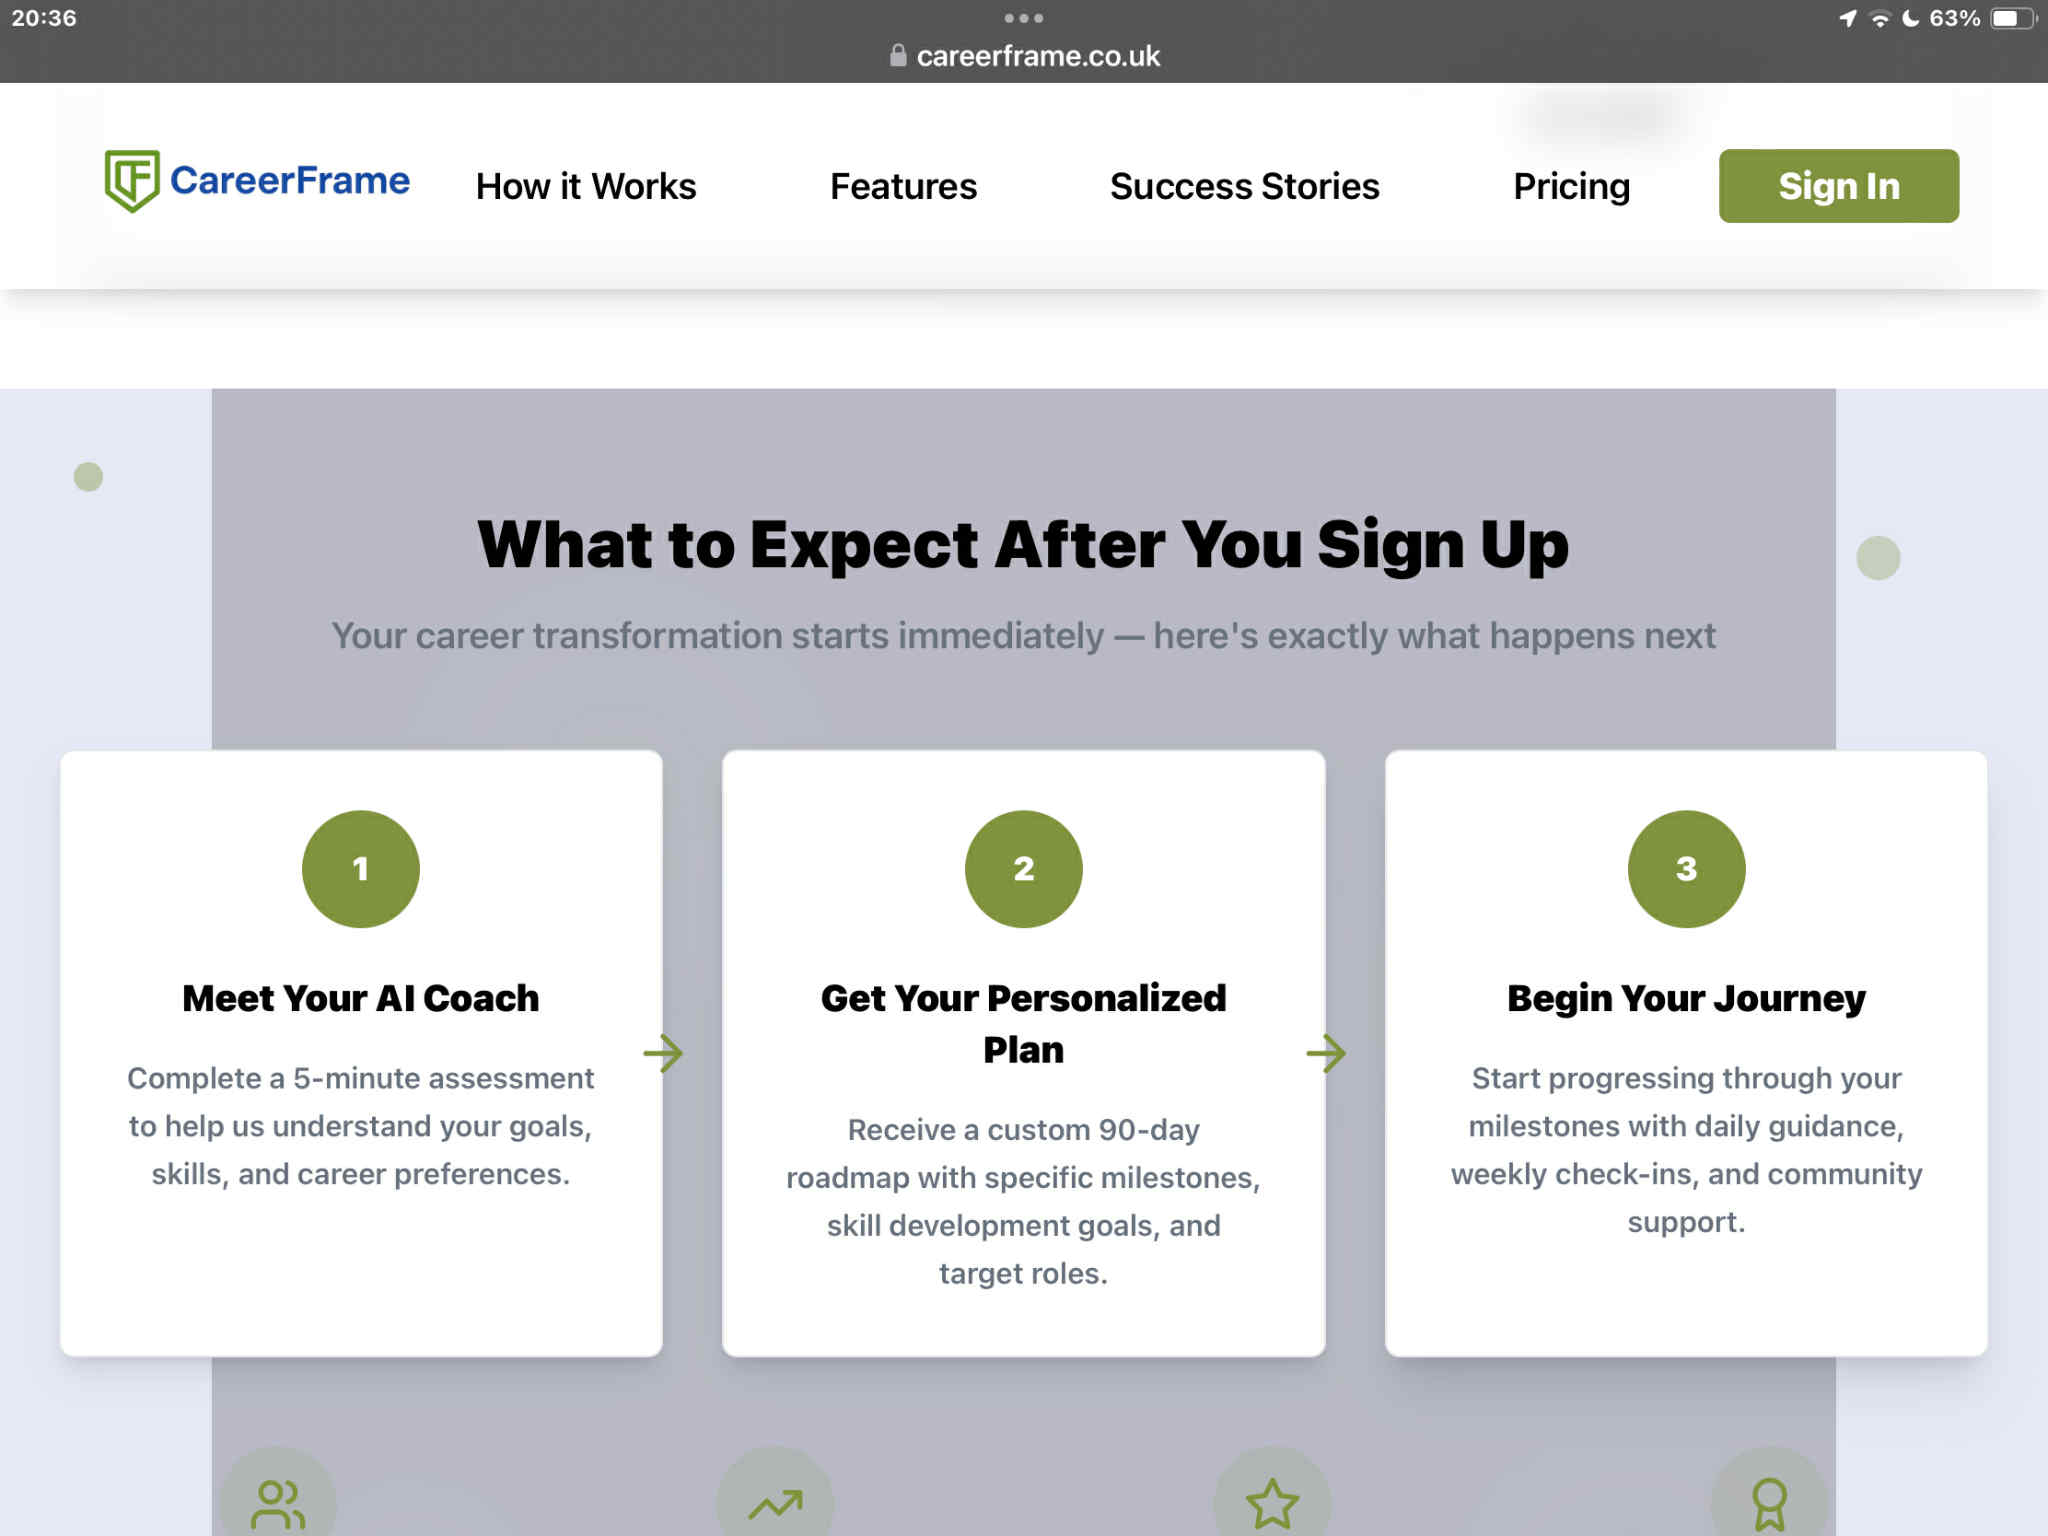 20:36
63%
careerframe.co.uk
CareerFrame
How it Works
Features
Success Stories
Pricing
Sign In
What to Expect After You Sign Up
Your career transformation starts immediately — here's exactly what happens next
1
Meet Your AI Coach
Complete a 5-minute assessment
to help us understand your goals,
skills, and career preferences.
2
Get Your Personalized
Plan
Receive a custom 90-day
roadmap with specific milestones,
skill development goals, and
target roles.
3
Begin Your Journey
Start progressing through your
milestones with daily guidance,
weekly check-ins, and community
support.